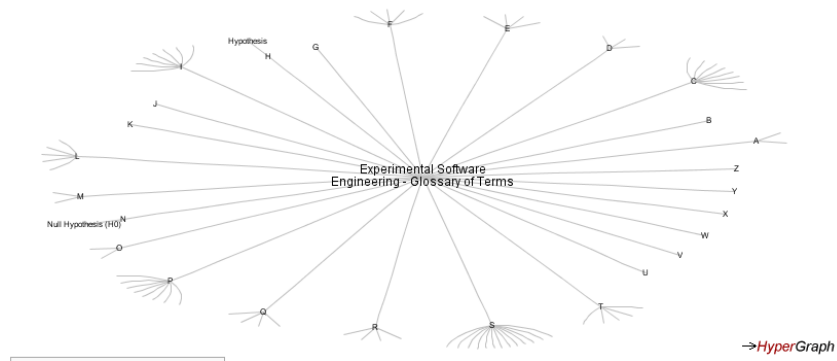 F
E
D
Hypothesis
G
H
I
C
J
K
B
A
L
Experimental Software
Engineering - Glossary of Terms
Z
Y
M
X
Null Hypothesis (H0)
N
W
O
V
U
P
T
Q
R
S
HyperGraph